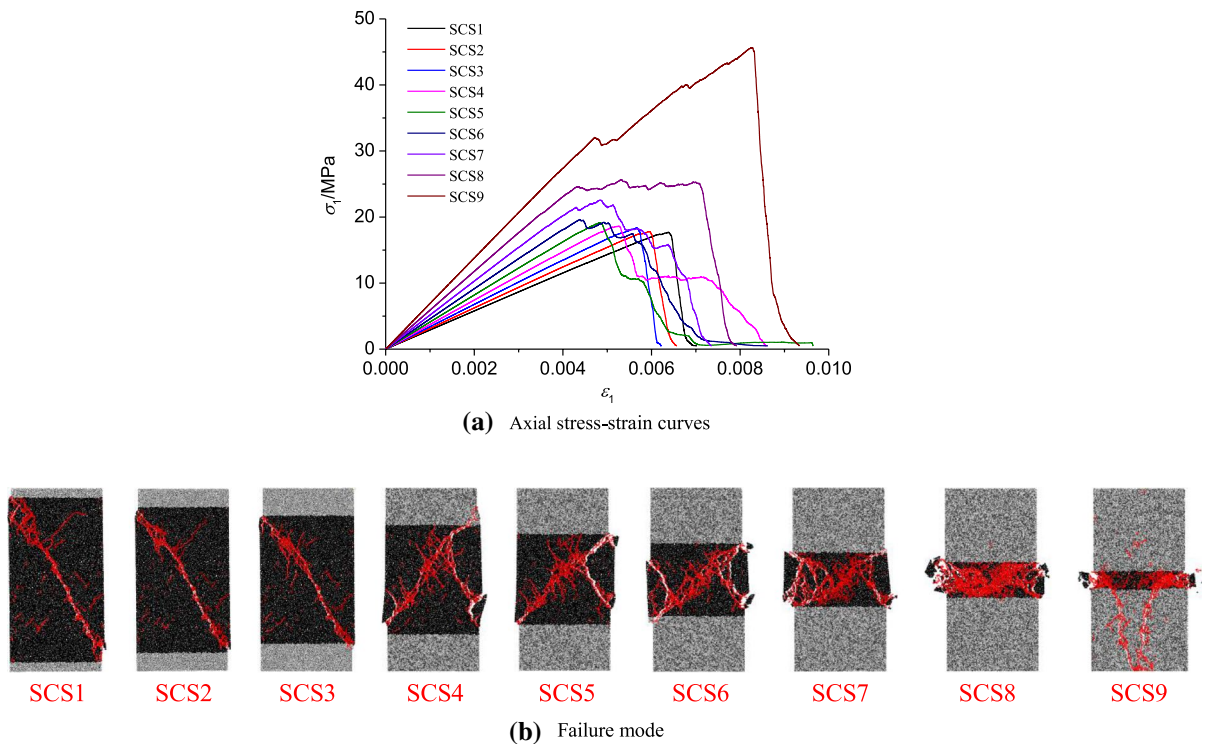 50
40
30
20
10
0
σ₁/MPa
SCS1
SCS2
SCS3
SCS4
SCS5
SCS6
SCS7
SCS8
SCS9
0.000 0.002 0.004 0.006 0.008 0.010
ε₁
(a) Axial stress-strain curves
SCS1 SCS2 SCS3 SCS4 SCS5 SCS6 SCS7 SCS8 SCS9
(b) Failure mode